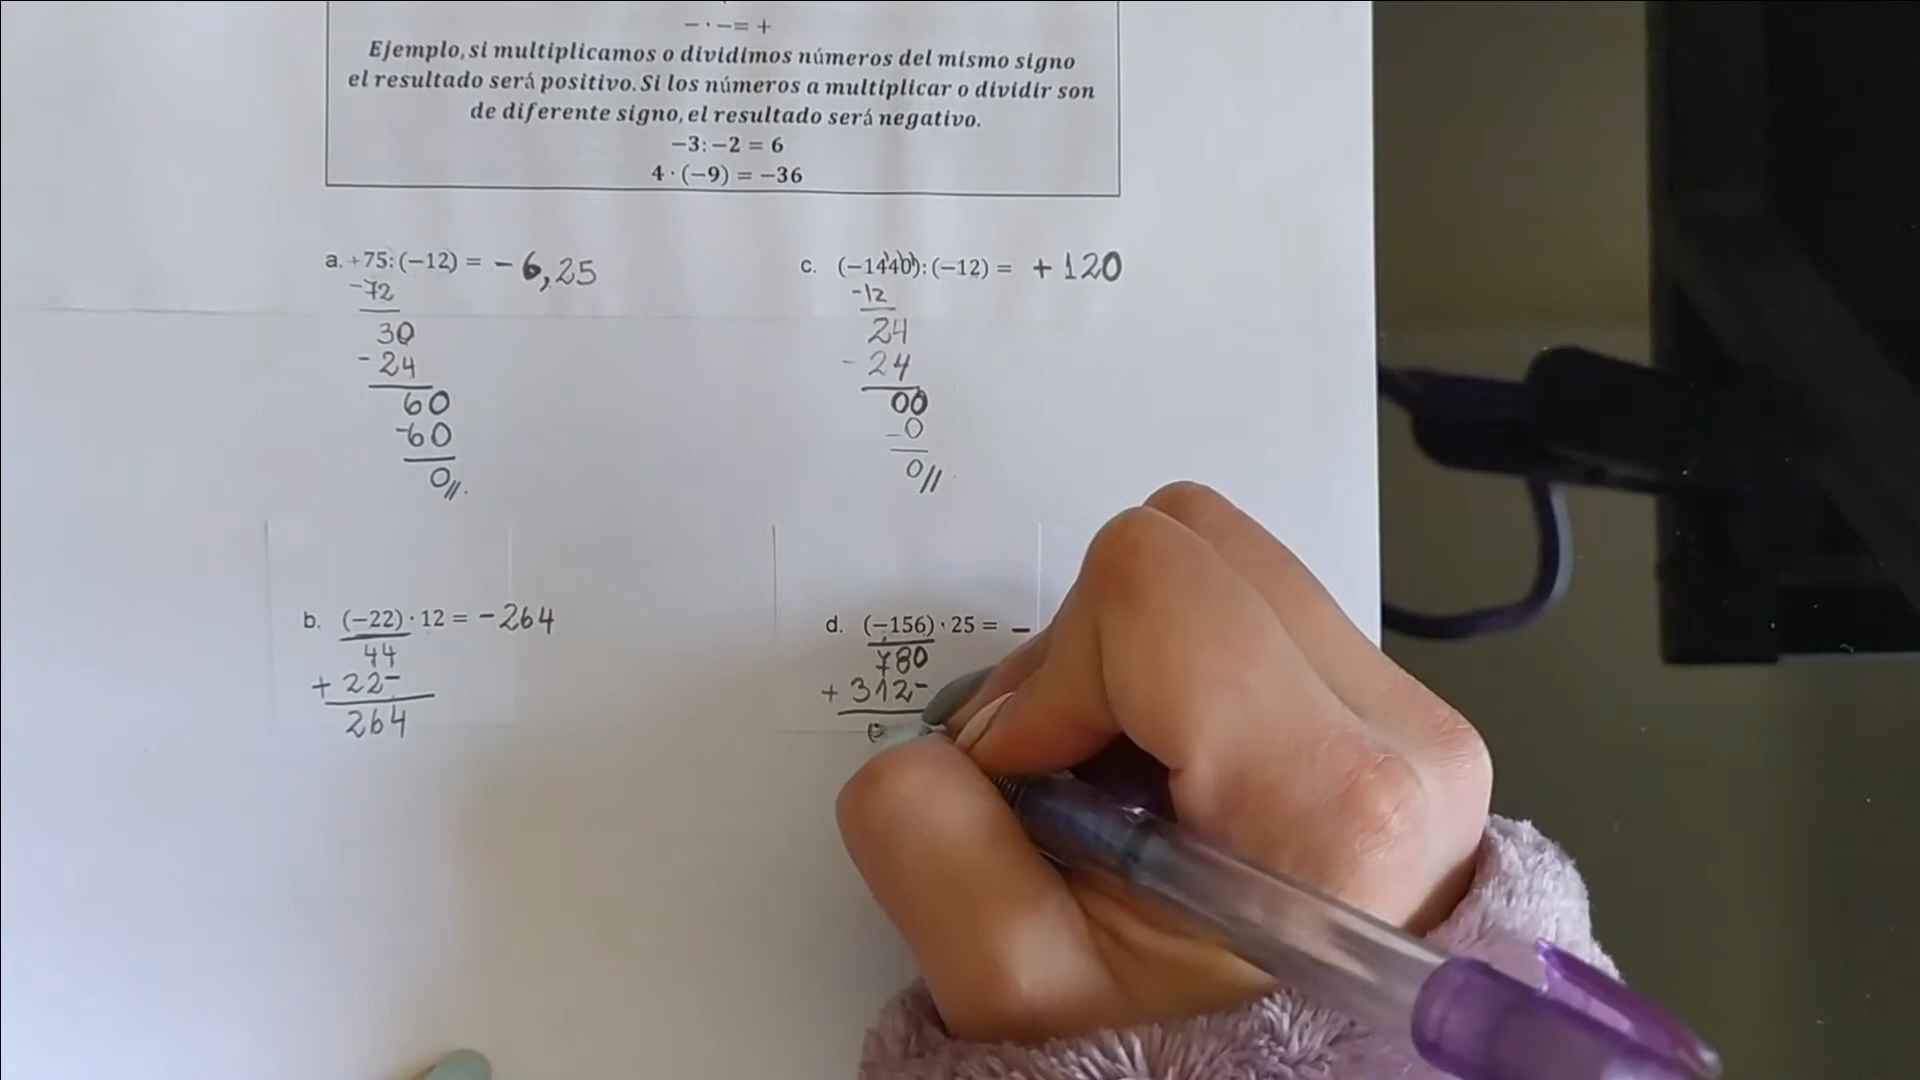 − · −= +
Ejemplo, si multiplicamos o dividimos números del mismo signo
el resultado será positivo. Si los números a multiplicar o dividir son
de diferente signo, el resultado será negativo.
−3: −2 = 6
4 · (−9) = −36
a. +75: (−12) = − 6,25
-72
30
- 24
60
-60
0//.
c. (−1440): (−12) = + 120
-12
24
- 24
00
-0
0//
b. (−22) · 12 = -264
44
+ 22-
264
d. (−156) · 25 = −
780
+ 312-